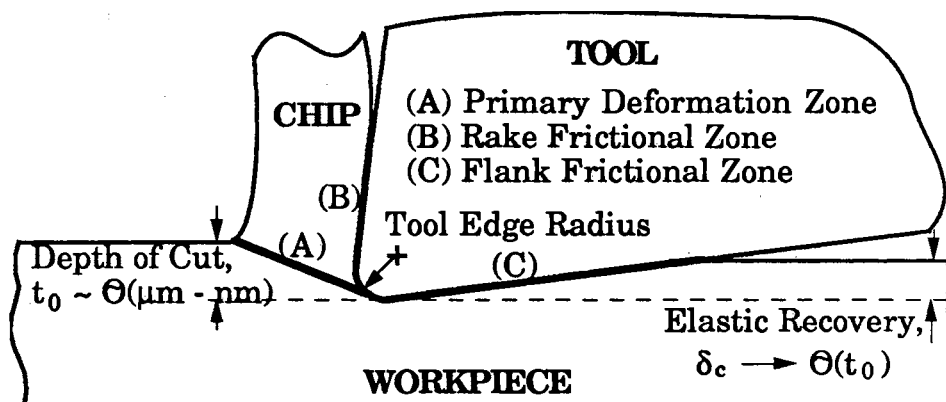 TOOL
(A) Primary Deformation Zone
CHIP
(B) Rake Frictional Zone
(C) Flank Frictional Zone
(B)
Tool Edge Radius
(A)
(C)
Depth of Cut,
t₀ ~ Θ(μm - nm)
Elastic Recovery,
δc → Θ(t₀)
WORKPIECE